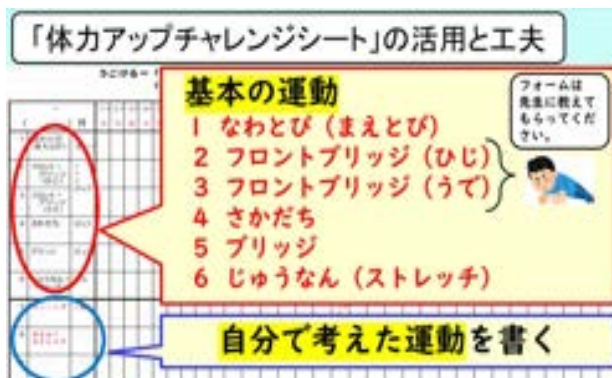 「体力アップチャレンジシート」の活用と工夫
基本の運動
1 なわとび（まえとび）
2 フロントブリッジ（ひじ）
3 フロントブリッジ（うで）
4 さかだち
5 ブリッジ
6 じゅうなん（ストレッチ）
フォームは
先生に教えて
もらってくだ
さい。
自分で考えた運動を書く